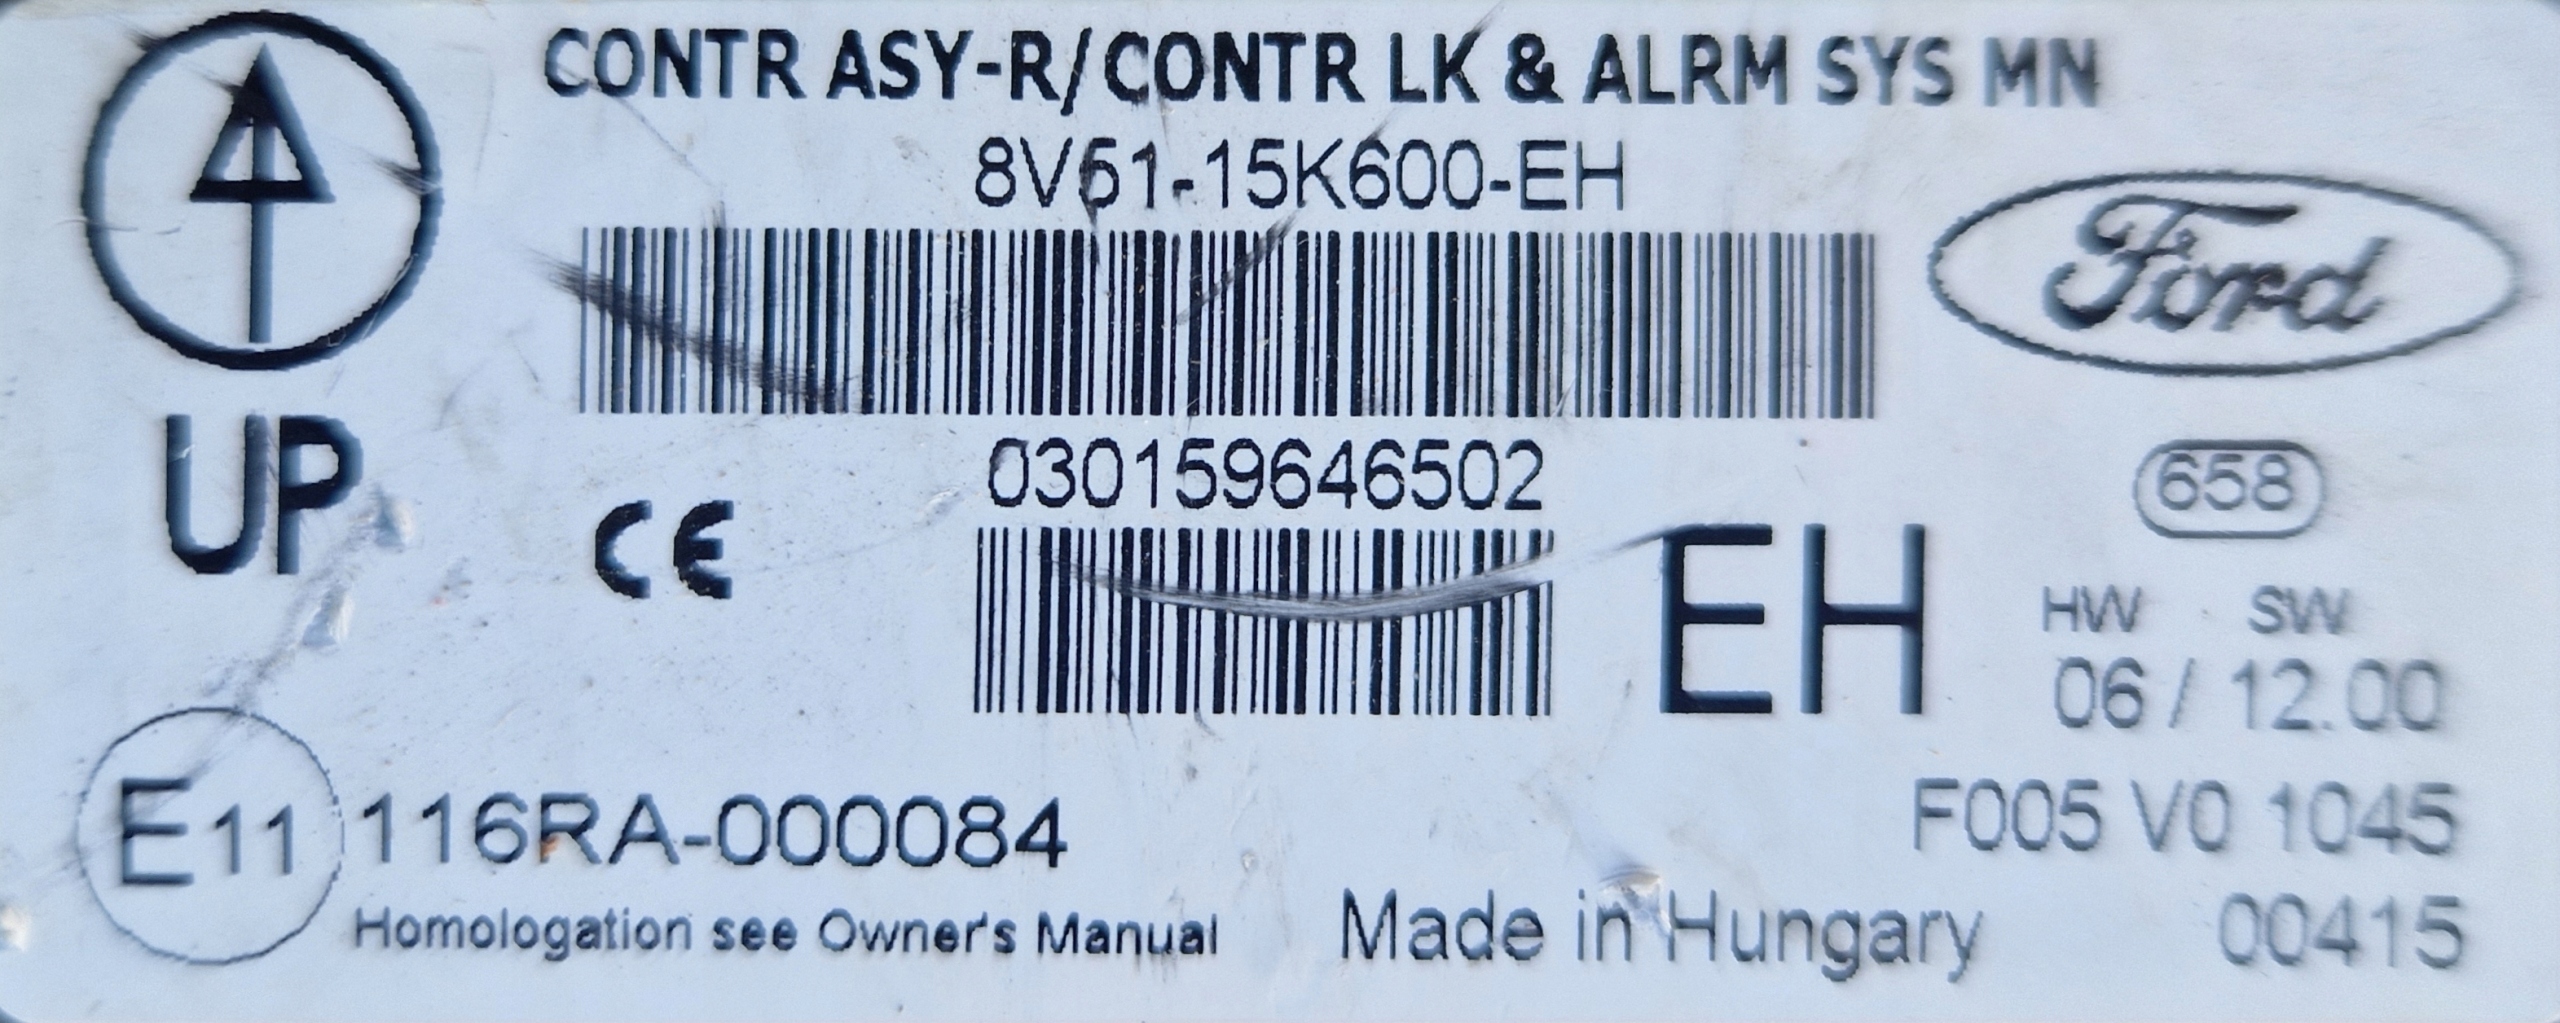 CONTR ASY-R/CONTR LK & ALRM SYS MN
8V51-15K600-EH
Ford
UP
030159646502
658
CE
EH
HW SW
06 / 12.00
E11 116RA-000084
F005 V0 1045
Homologation see Owner's Manual
Made in Hungary
00415